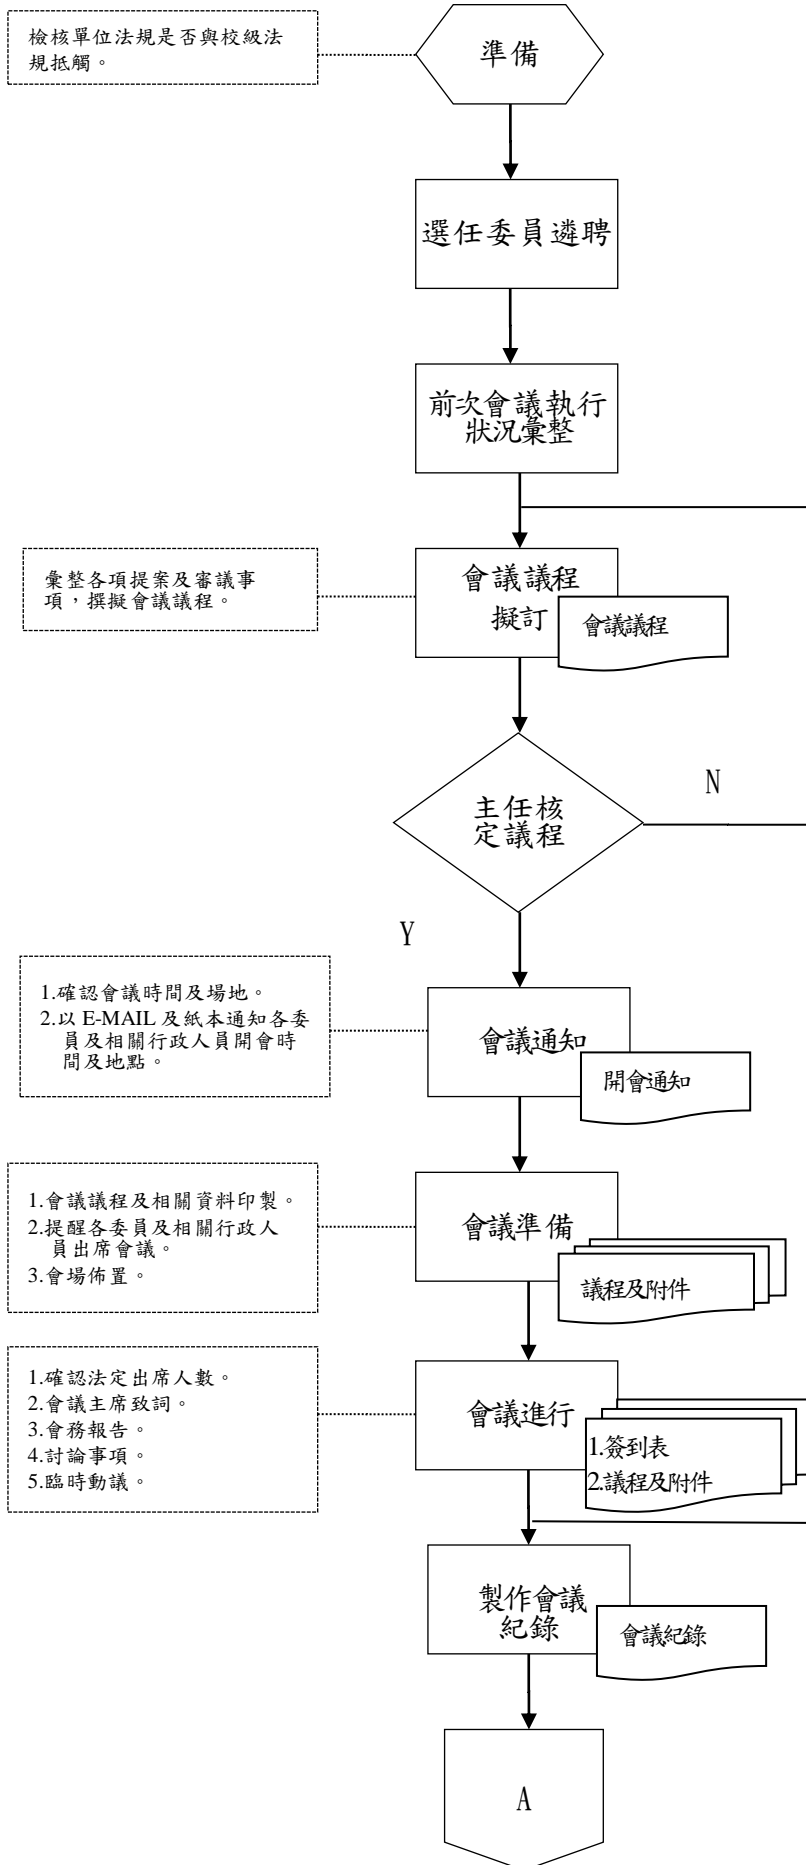 檢核單位法規是否與校級法
規抵觸。
準備
選任委員遴聘
前次會議執行
狀況彙整
彙整各項提案及審議事
項，撰擬會議議程。
會議議程
擬訂
會議議程
主任核
定議程
N
Y
1.確認會議時間及場地。
2.以 E-MAIL 及紙本通知各委
員及相關行政人員開會時
間及地點。
會議通知
開會通知
1.會議議程及相關資料印製。
2.提醒各委員及相關行政人
員出席會議。
3.會場佈置。
會議準備
議程及附件
1.確認法定出席人數。
2.會議主席致詞。
3.會務報告。
4.討論事項。
5.臨時動議。
會議進行
1.簽到表
2.議程及附件
製作會議
紀錄
會議紀錄
A